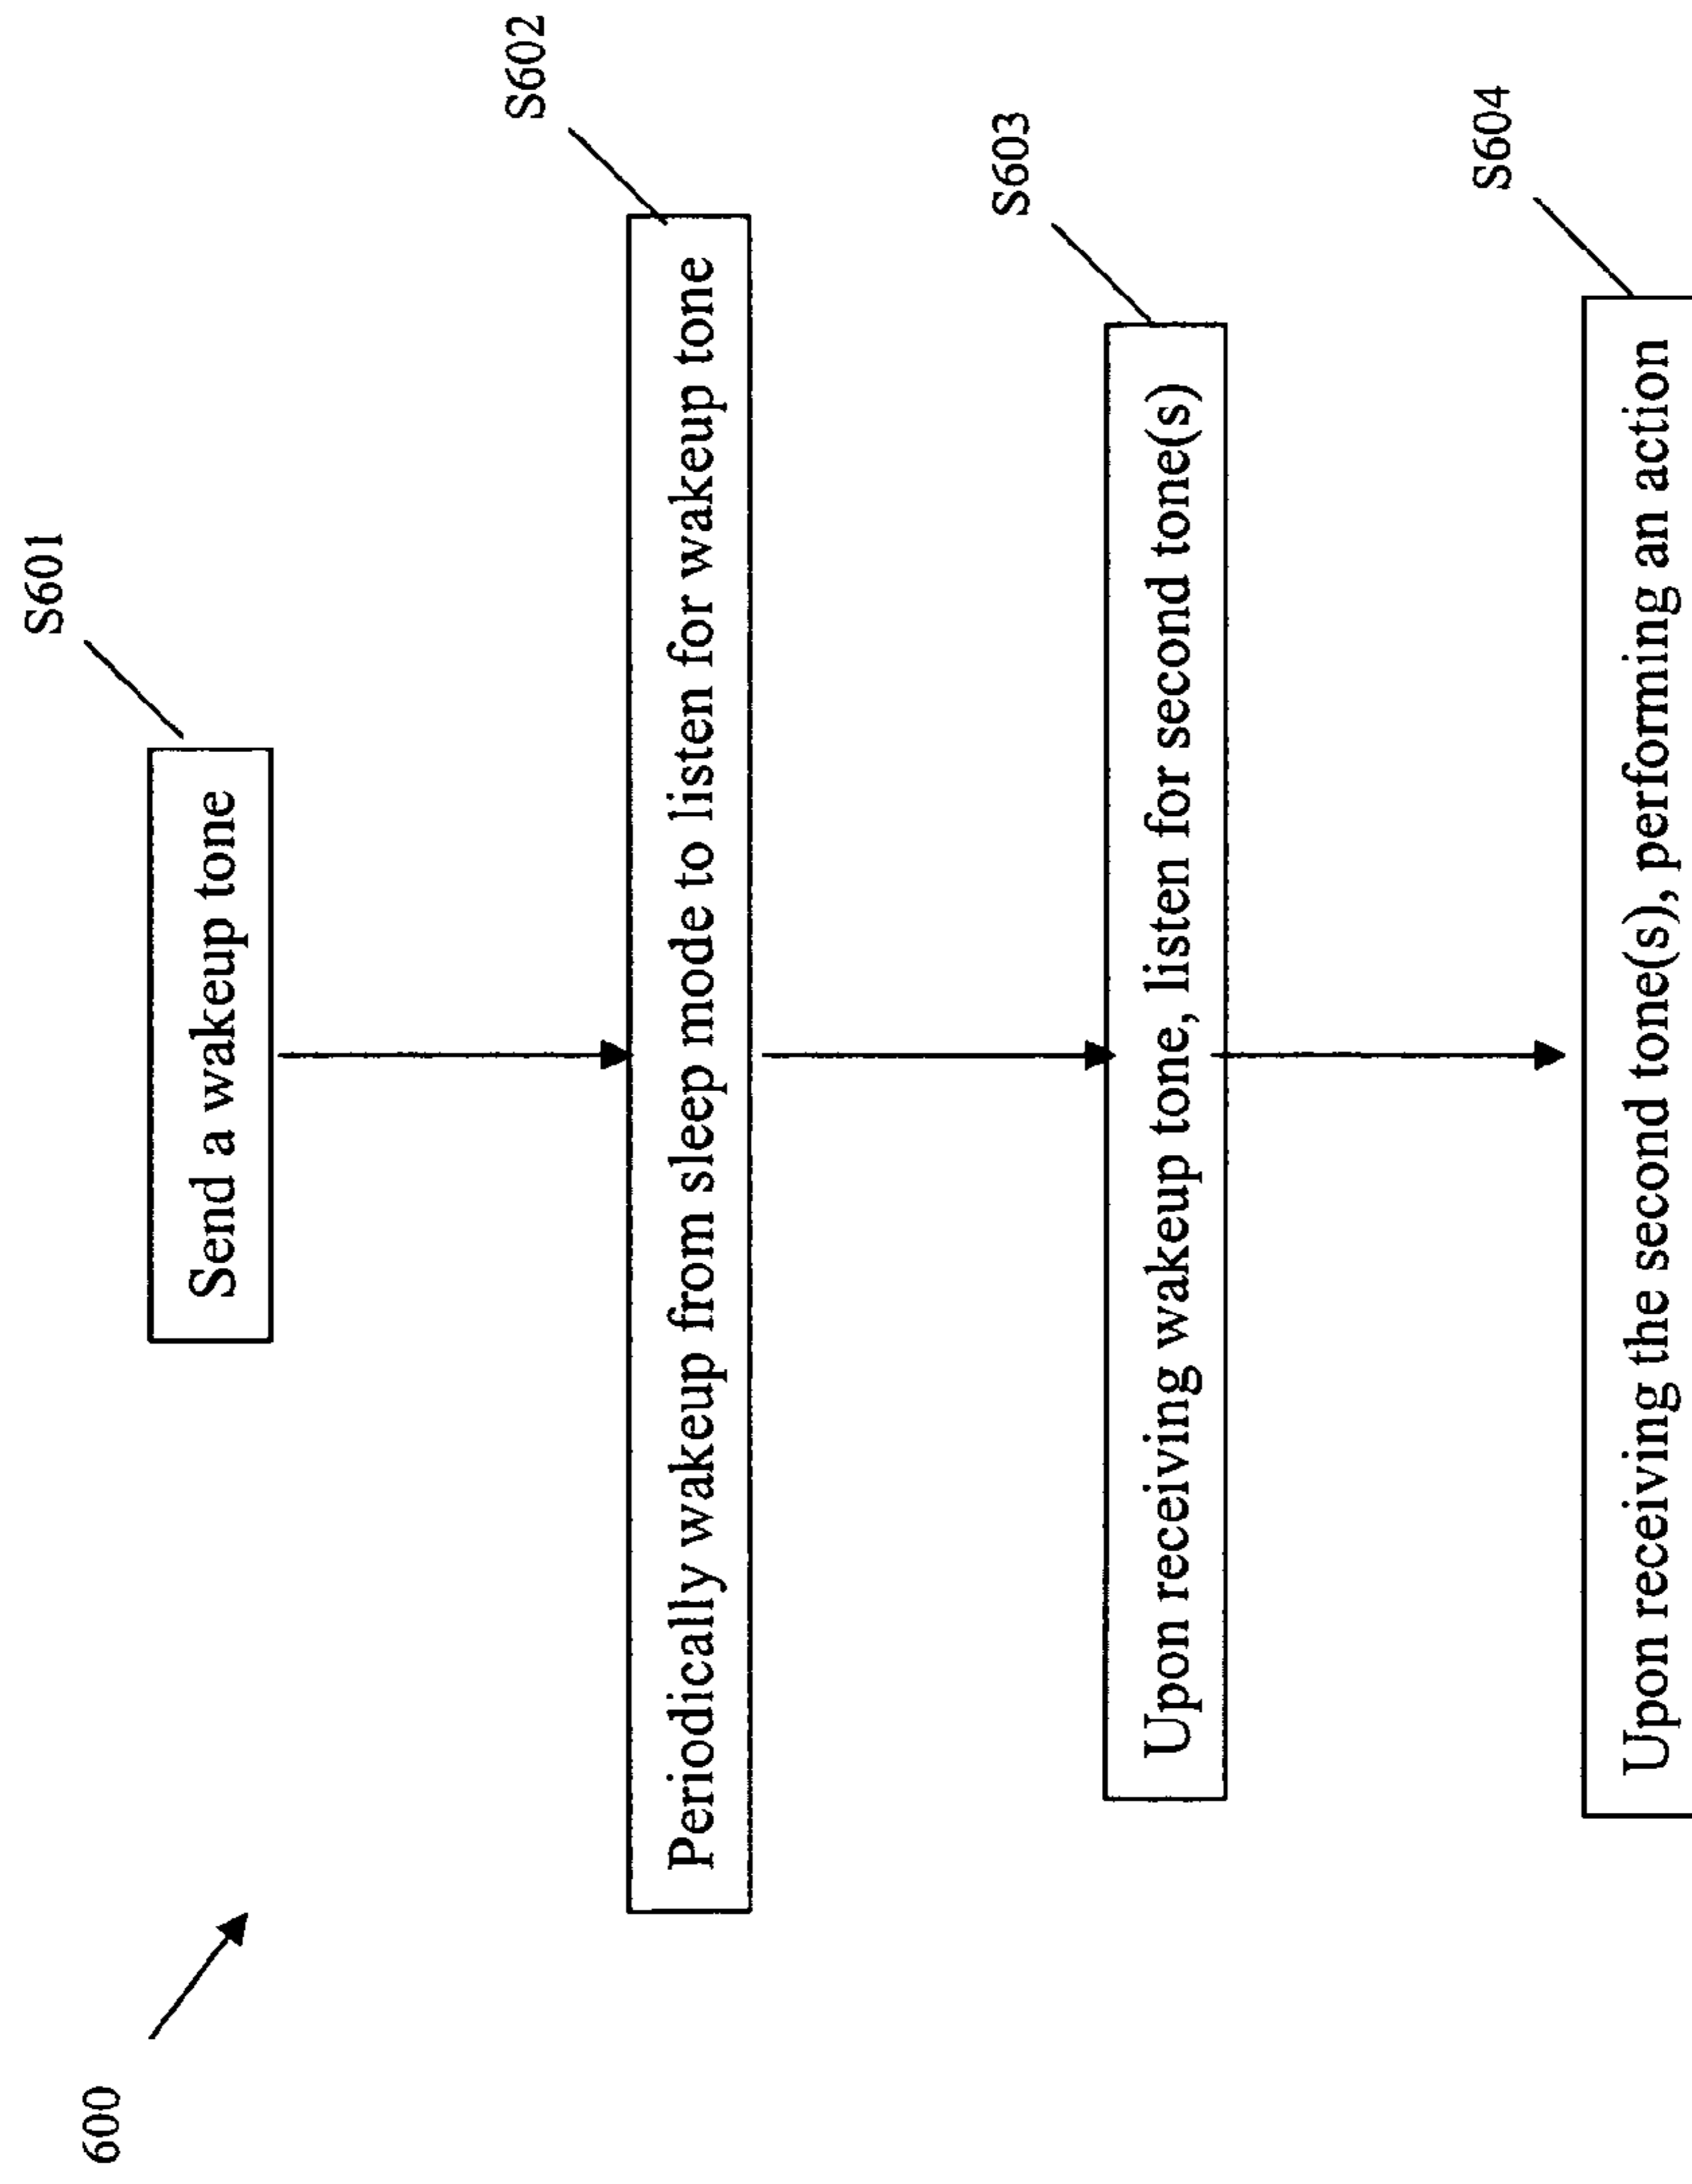 600
S601
Send a wakeup tone
S602
Periodically wakeup from sleep mode to listen for wakeup tone
S603
Upon receiving wakeup tone, listen for second tone(s)
S604
Upon receiving the second tone(s), performing an action